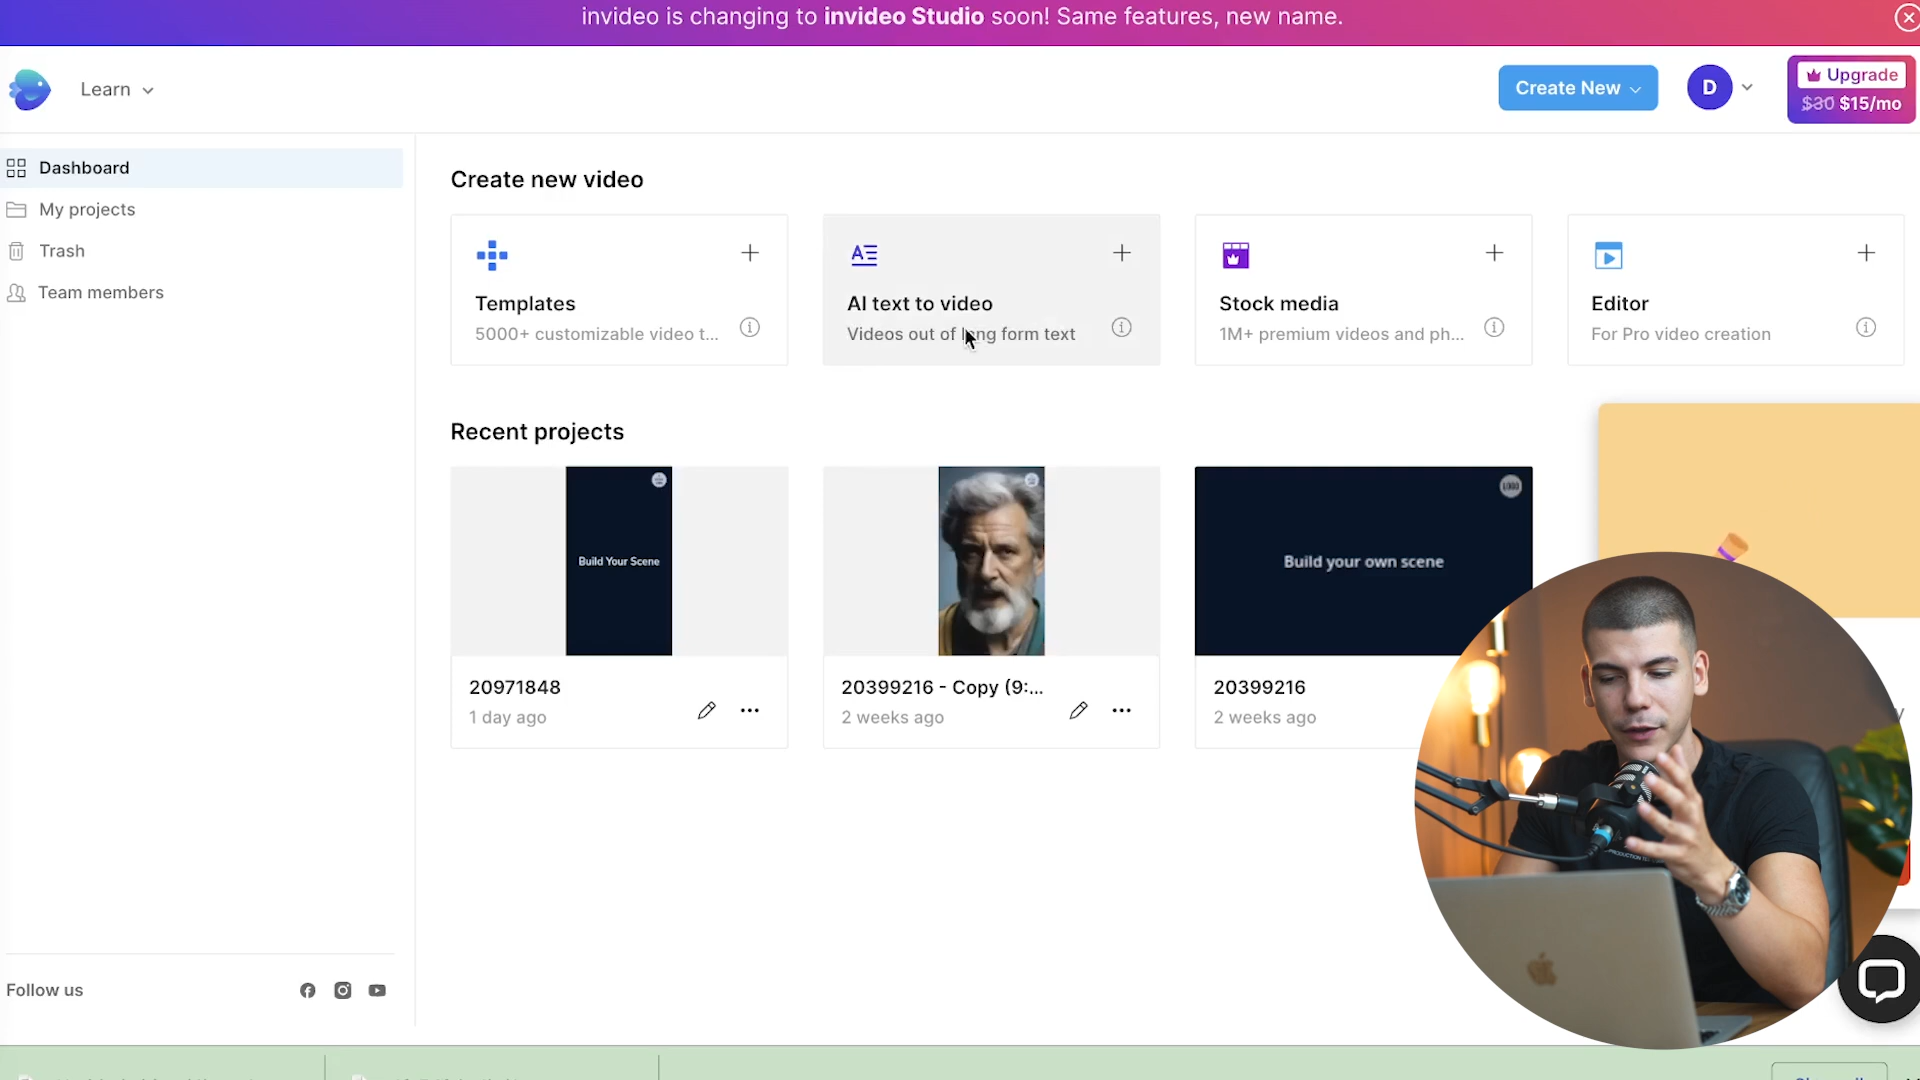 invideo is changing to invideo Studio soon! Same features, new name.
Learn
Create New
D
Upgrade
$30 $15/mo
Dashboard
My projects
Trash
Team members
Create new video
Templates
5000+ customizable video t...
AI text to video
Videos out of long form text
Stock media
1M+ premium videos and ph...
Editor
For Pro video creation
Recent projects
Build Your Scene
Build your own scene
LOGO
20971848
1 day ago
20399216 - Copy (9:...
2 weeks ago
20399216
2 weeks ago
Follow us